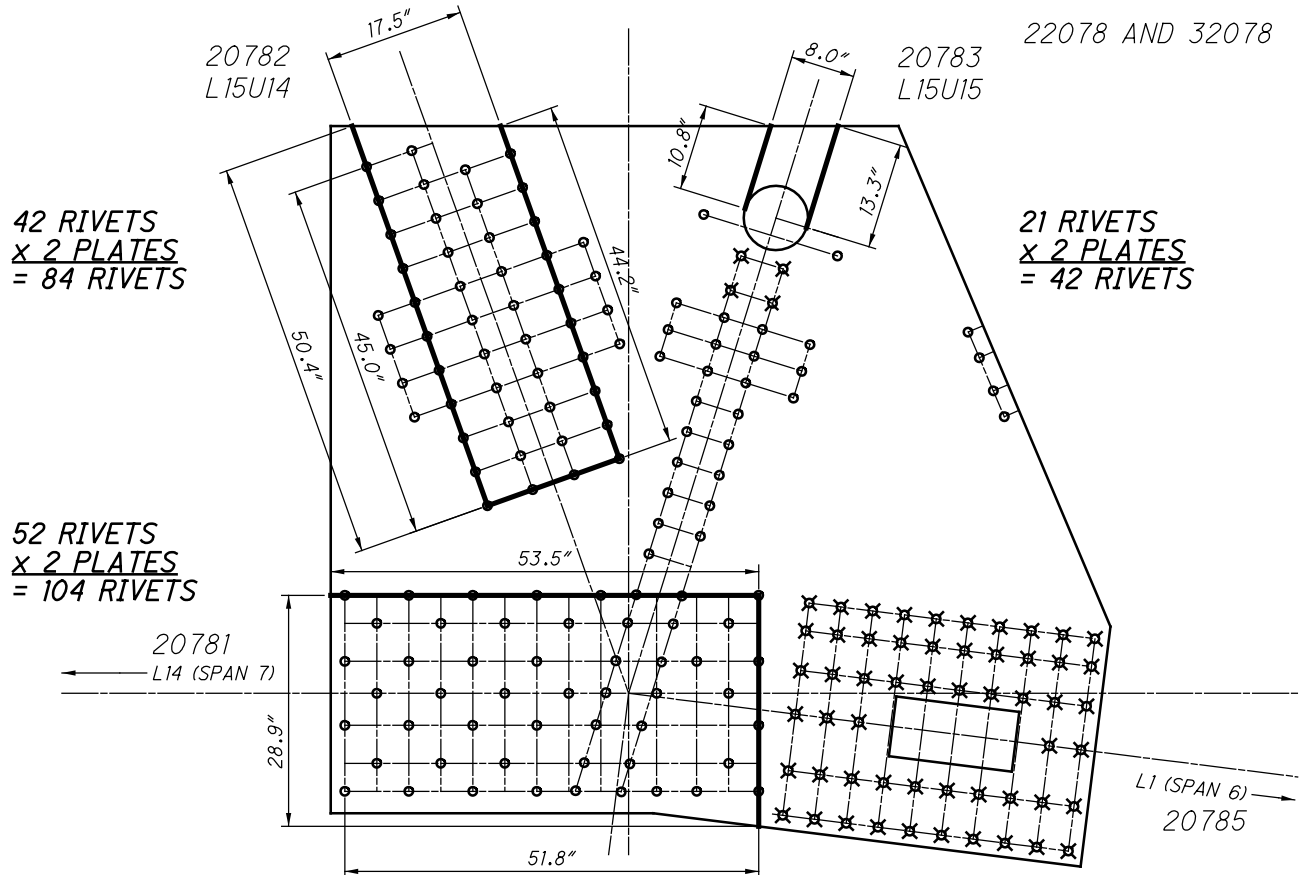 17.5"
20782
L15U14
8.0"
20783
L15U15
22078 AND 32078
10.8"
13.3"
42 RIVETS
x 2 PLATES
= 84 RIVETS
21 RIVETS
x 2 PLATES
= 42 RIVETS
44.2"
50.4"
45.0"
52 RIVETS
x 2 PLATES
= 104 RIVETS
53.5"
20781
L14 (SPAN 7)
28.9"
L1 (SPAN 6)
20785
51.8"